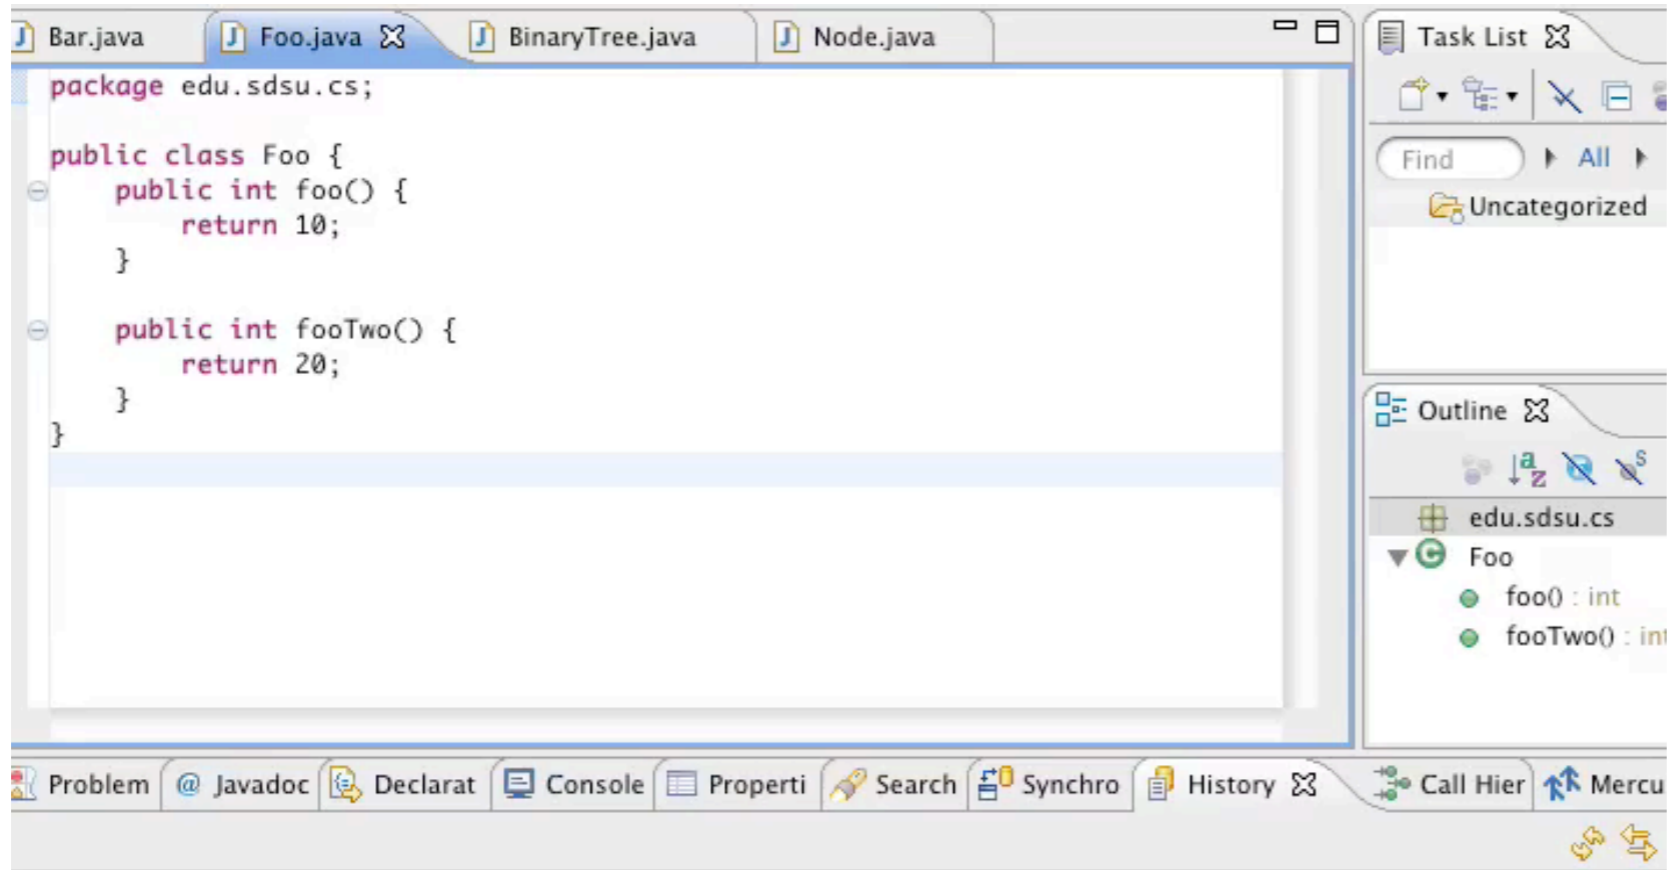 Bar.java
Foo.java
BinaryTree.java
Node.java
package edu.sdsu.cs;
public class Foo {
public int foo() {
return 10;
}
public int fooTwo() {
return 20;
}
}
Task List
Find
All
Uncategorized
Outline
edu.sdsu.cs
Foo
foo() : int
fooTwo() : int
Problem
@ Javadoc
Declarat
Console
Properti
Search
Synchro
History
Call Hier
Mercu